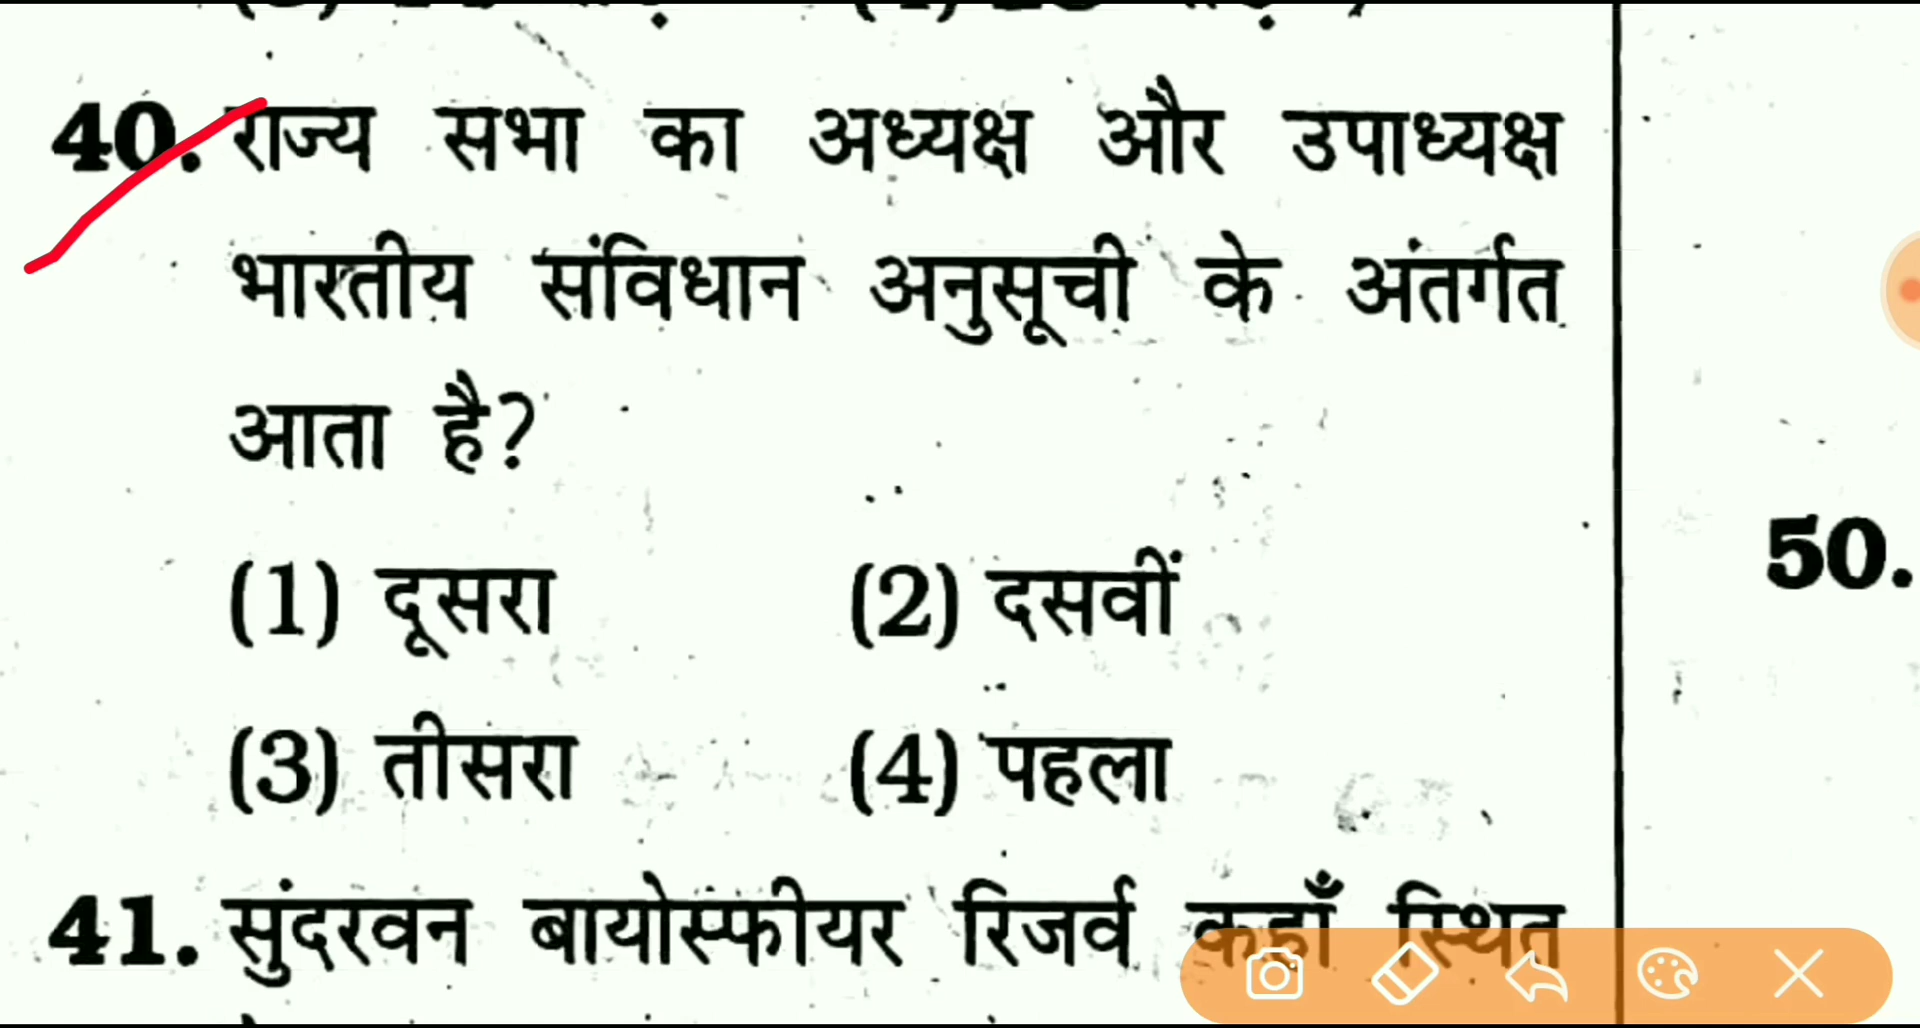 40. राज्य सभा का अध्यक्ष और उपाध्यक्ष
भारतीय संविधान अनुसूची के अंतर्गत
आता है?
(1) दूसरा (2) दसवीं
(3) तीसरा (4) पहला
41. सुंदरवन बायोस्फीयर रिजर्व कहाँ स्थित
50.